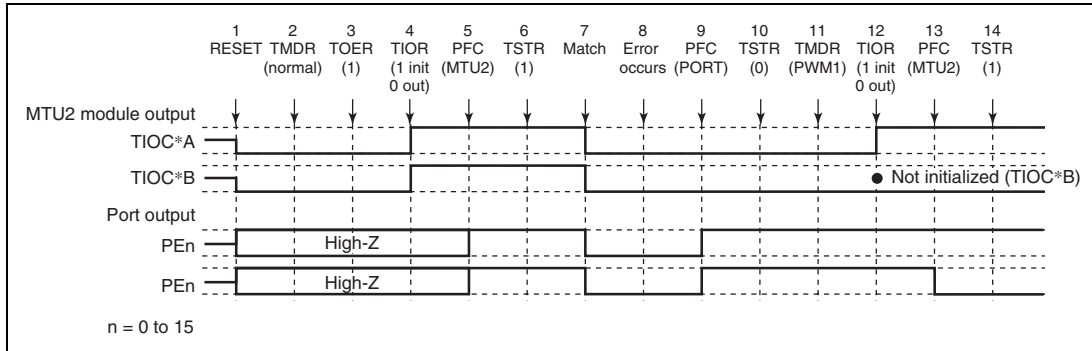 1 2 3 4 5 6 7 8 9 10 11 12 13 14
RESET TMDR TOER TIOR PFC TSTR Match Error PFC TSTR TMDR TIOR PFC TSTR
(normal) (1) (1 init (MTU2) (1) occurs (PORT) (0) (PWM1) (1 init (MTU2) (1)
0 out) 0 out)
MTU2 module output
TIOC*A
TIOC*B
● Not initialized (TIOC*B)
Port output
PEn High-Z
PEn High-Z
n = 0 to 15